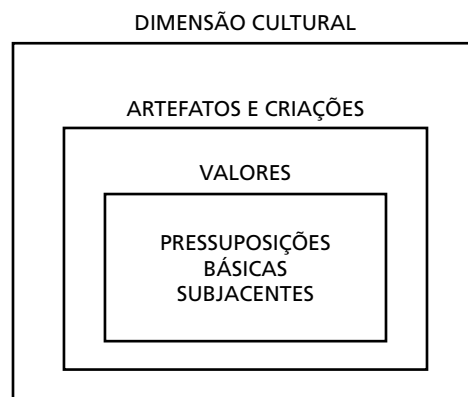 DIMENSÃO CULTURAL
ARTEFATOS E CRIAÇÕES
VALORES
PRESSUPOSIÇÕES
BÁSICAS
SUBJACENTES